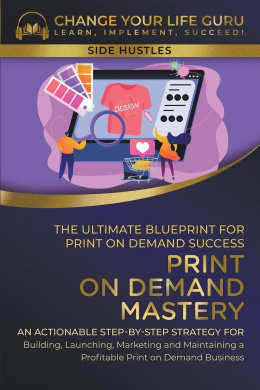 CHANGE YOUR LIFE GURU
LEARN, IMPLEMENT, SUCCEED!
SIDE HUSTLES
DESIGN
THE ULTIMATE BLUEPRINT FOR
PRINT ON DEMAND SUCCESS
PRINT
ON DEMAND
MASTERY
AN ACTIONABLE STEP-BY-STEP STRATEGY FOR
Building, Launching, Marketing and Maintaining a
Profitable Print on Demand Business